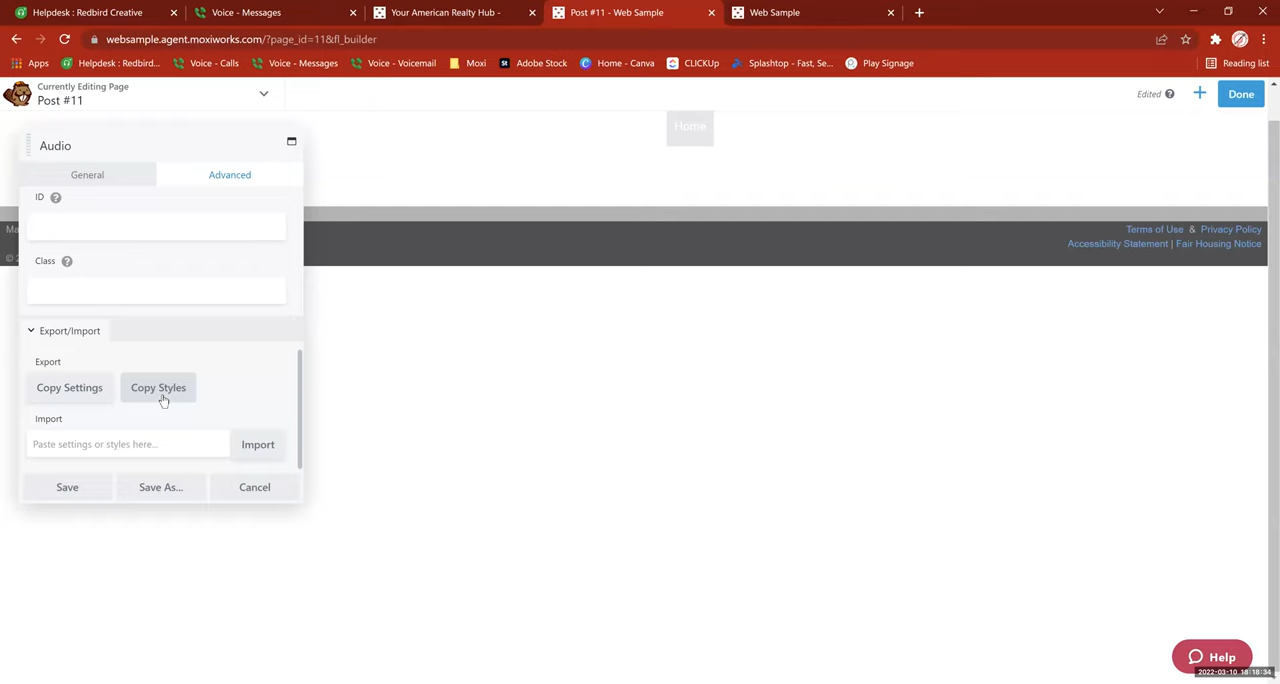 Helpdesk : Redbird Creative
Voice - Messages
Your American Realty Hub -
Post #11 - Web Sample
Web Sample
websample.agent.moxiworks.com/?page_id=11&fl_builder
Apps
Helpdesk : Redbird...
Voice - Calls
Voice - Messages
Voice - Voicemail
Moxi
Adobe Stock
Home - Canva
CLICKUp
Splashtop - Fast, Se...
Play Signage
Reading list
Currently Editing Page
Post #11
Edited
Done
Home
Audio
General
Advanced
ID
Class
Ma
Terms of Use & Privacy Policy
Accessibility Statement | Fair Housing Notice
© 2
Export/Import
Export
Copy Settings
Copy Styles
Import
Paste settings or styles here...
Import
Save
Save As...
Cancel
Help
2022-03-10 18:18:34